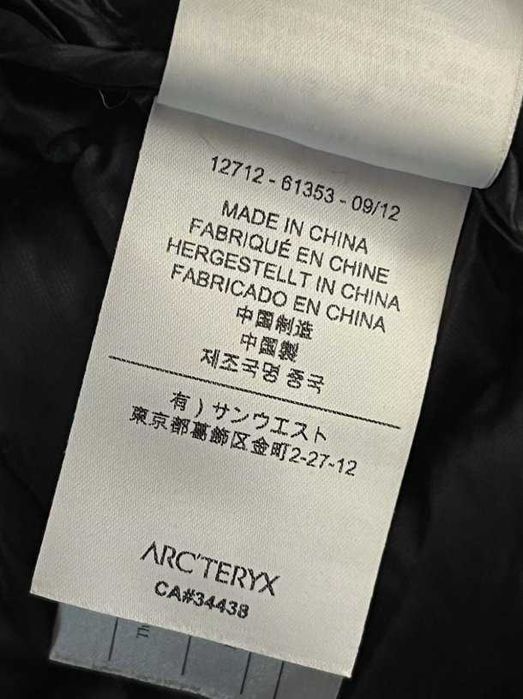 12712 - 61353 - 09/12
MADE IN CHINA
FABRIQUÉ EN CHINE
HERGESTELLT IN CHINA
FABRICADO EN CHINA
中国制造
中国製
제조국명 중국
有）サンウエスト
東京都葛飾区金町2-27-12
ARC'TERYX
CA#34438